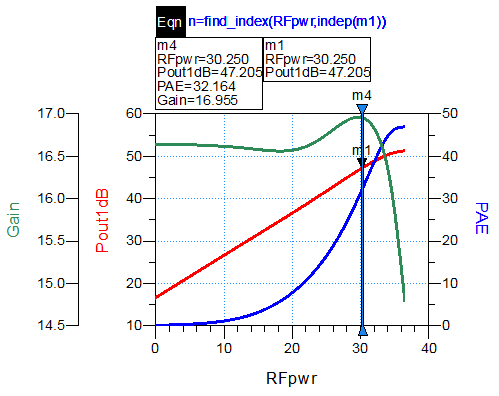 Eqn n=find_index(RFpwr,indep(m1))
m4
RFpwr=30.250
Pout1dB=47.205
PAE=32.164
Gain=16.955
m1
RFpwr=30.250
Pout1dB=47.205
m4
m1
17.0
16.5
16.0
15.5
15.0
14.5
Gain
60
50
40
30
20
10
Pout1dB
50
40
30
20
10
0
PAE
0 10 20 30 40
RFpwr